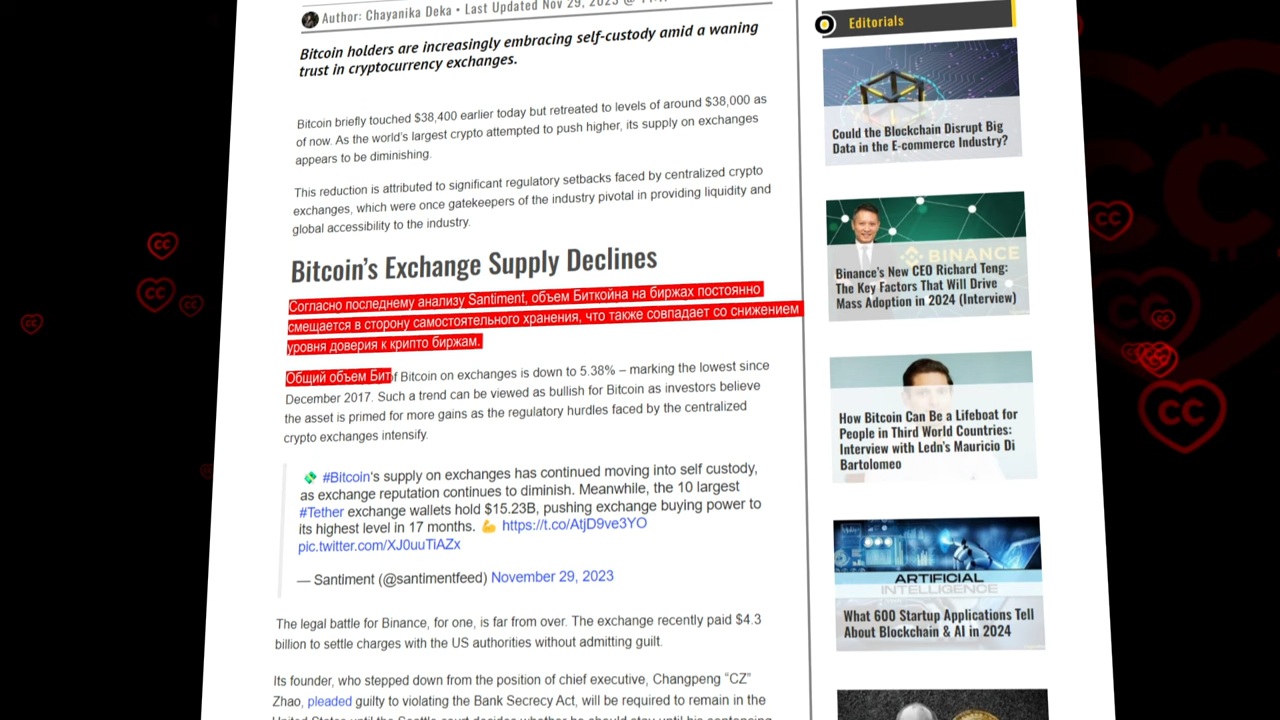 Author: Chayanika Deka • Last Updated Nov 29, 2023 @
Bitcoin holders are increasingly embracing self-custody amid a waning
trust in cryptocurrency exchanges.
Bitcoin briefly touched $38,400 earlier today but retreated to levels of around $38,000 as
of now. As the world's largest crypto attempted to push higher, its supply on exchanges
appears to be diminishing.
This reduction is attributed to significant regulatory setbacks faced by centralized crypto
exchanges, which were once gatekeepers of the industry pivotal in providing liquidity and
global accessibility to the industry.
Bitcoin's Exchange Supply Declines
Согласно последнему анализу Santiment, объем Биткойна на биржах постоянно
смещается в сторону самостоятельного хранения, что также совпадает со снижением
уровня доверия к крипто биржам.
Общий объем Битf Bitcoin on exchanges is down to 5.38% – marking the lowest since
December 2017. Such a trend can be viewed as bullish for Bitcoin as investors believe
the asset is primed for more gains as the regulatory hurdles faced by the centralized
crypto exchanges intensify.
💸 #Bitcoin's supply on exchanges has continued moving into self custody,
as exchange reputation continues to diminish. Meanwhile, the 10 largest
#Tether exchange wallets hold $15.23B, pushing exchange buying power to
its highest level in 17 months. 💪 https://t.co/AtjD9ve3YO
pic.twitter.com/XJ0uuTiAZx
— Santiment (@santimentfeed) November 29, 2023
The legal battle for Binance, for one, is far from over. The exchange recently paid $4.3
billion to settle charges with the US authorities without admitting guilt.
Its founder, who stepped down from the position of chief executive, Changpeng "CZ"
Zhao, pleaded guilty to violating the Bank Secrecy Act, will be required to remain in the
Editorials
Could the Blockchain Disrupt Big
Data in the E-commerce Industry?
BINANCE
Binance's New CEO Richard Teng:
The Key Factors That Will Drive
Mass Adoption in 2024 (Interview)
How Bitcoin Can Be a Lifeboat for
People in Third World Countries:
Interview with Ledn's Mauricio Di
Bartolomeo
ARTIFICIAL
INTELLIGENCE
What 600 Startup Applications Tell
About Blockchain & AI in 2024
CC
CC
CC
CC
CC
CC
CC
CC